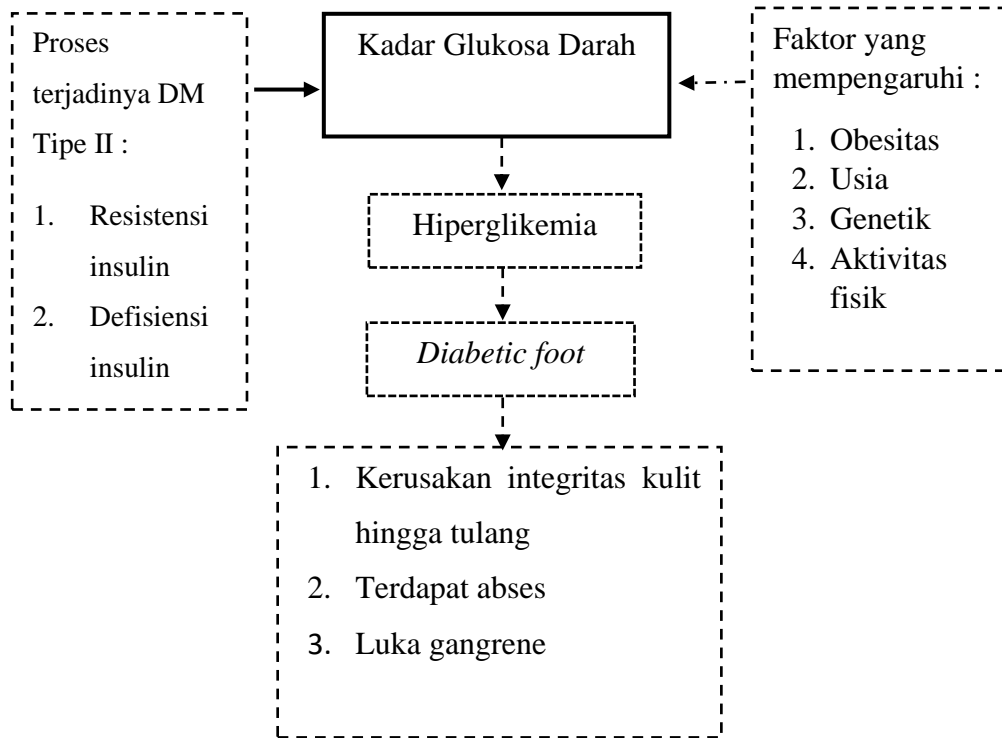 Proses
terjadinya DM
Tipe II :
1. Resistensi
insulin
2. Defisiensi
insulin
Kadar Glukosa Darah
Faktor yang
mempengaruhi :
1. Obesitas
2. Usia
3. Genetik
4. Aktivitas
fisik
Hiperglikemia
Diabetic foot
1. Kerusakan integritas kulit
hingga tulang
2. Terdapat abses
3. Luka gangrene